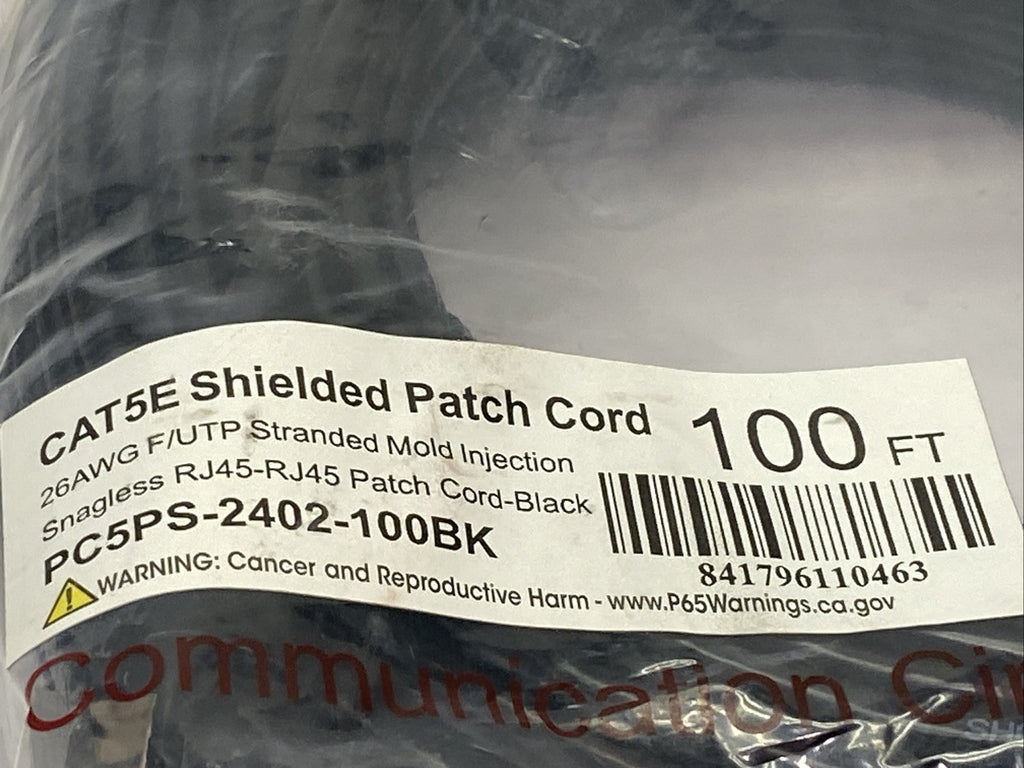 CAT5E Shielded Patch Cord
26AWG F/UTP Stranded Mold Injection
Snagless RJ45-RJ45 Patch Cord-Black
PC5PS-2402-100BK
100 FT
841796110463
WARNING: Cancer and Reproductive Harm - www.P65Warnings.ca.gov
Communication Cir